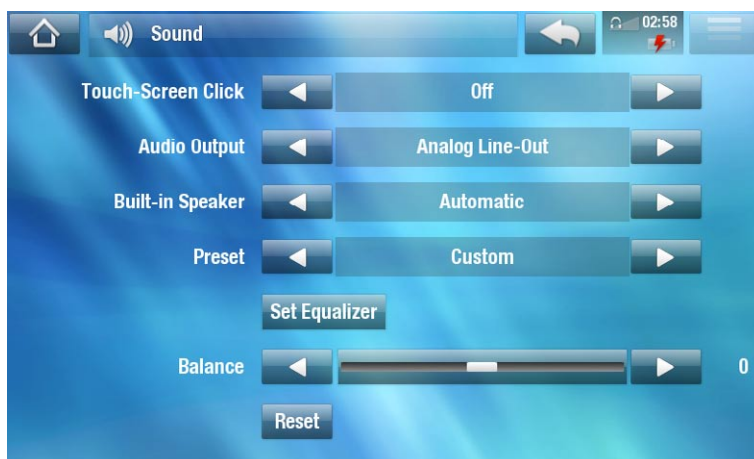 Sound 02:58
Touch-Screen Click Off
Audio Output Analog Line-Out
Built-in Speaker Automatic
Preset Custom
Set Equalizer
Balance 0
Reset